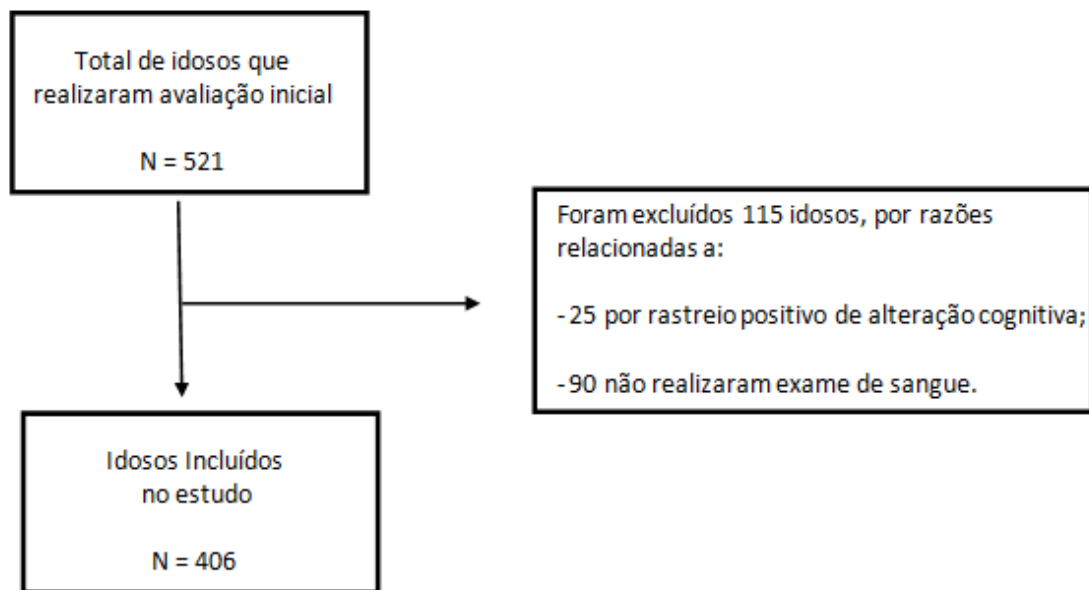 Total de idosos que
realizaram avaliação inicial
N = 521
Foram excluídos 115 idosos, por razões
relacionadas a:
- 25 por rastreio positivo de alteração cognitiva;
- 90 não realizaram exame de sangue.
Idosos Incluídos
no estudo
N = 406